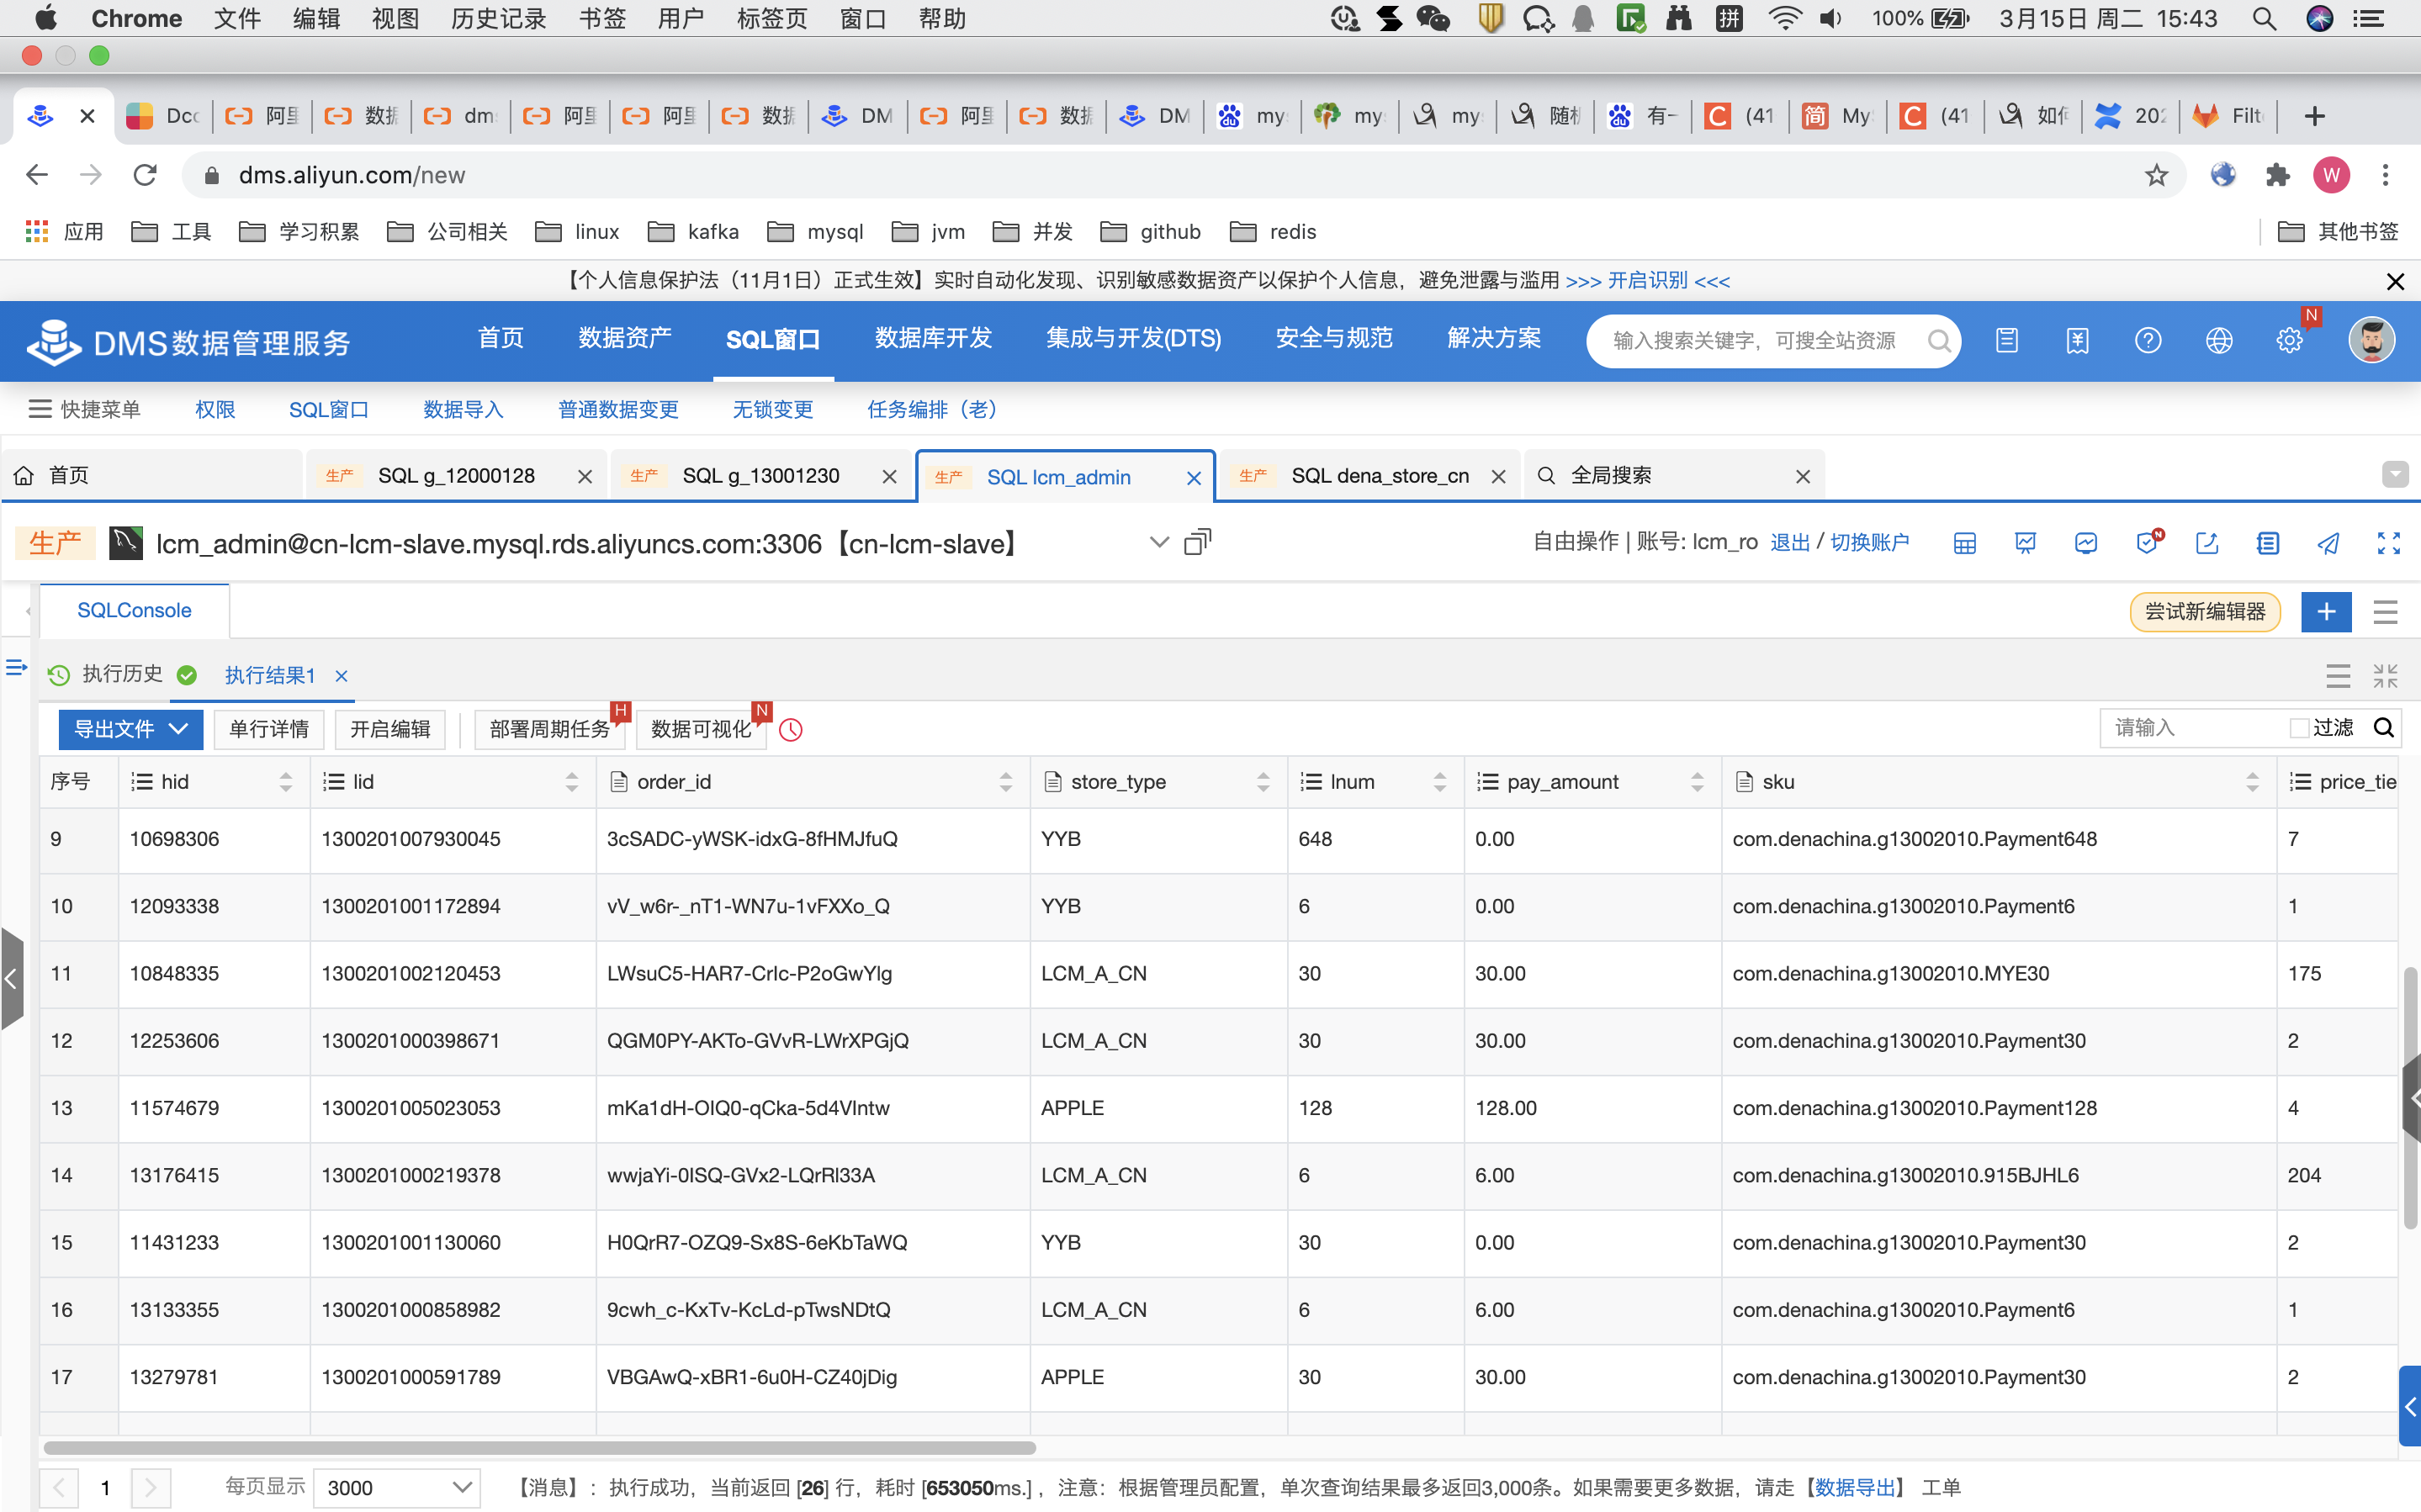 Chrome 文件 编辑 视图 历史记录 书签 用户 标签页 窗口 帮助 拼 100% 3月15日 周二 15:43
Dcc 阿里 数据 dms 阿里 阿里 数据 DM 阿里 数据 DM my my my 随机 有一 (41 简 My (41 如何 202 Filte
dms.aliyun.com/new W
应用 工具 学习积累 公司相关 linux kafka mysql jvm 并发 github redis 其他书签
【个人信息保护法（11月1日）正式生效】实时自动化发现、识别敏感数据资产以保护个人信息，避免泄露与滥用 >>> 开启识别 <<<
DMS数据管理服务 首页 数据资产 SQL窗口 数据库开发 集成与开发(DTS) 安全与规范 解决方案 输入搜索关键字，可搜全站资源 N
快捷菜单 权限 SQL窗口 数据导入 普通数据变更 无锁变更 任务编排（老）
首页 生产 SQL g_12000128 生产 SQL g_13001230 生产 SQL lcm_admin 生产 SQL dena_store_cn 全局搜索
生产 lcm_admin@cn-lcm-slave.mysql.rds.aliyuncs.com:3306【cn-lcm-slave】 自由操作 | 账号: lcm_ro 退出 / 切换账户
SQLConsole 尝试新编辑器
执行历史 执行结果1
导出文件 单行详情 开启编辑 部署周期任务 H 数据可视化 N 请输入 过滤
序号 hid lid order_id store_type lnum pay_amount sku price_tie
9 10698306 1300201007930045 3cSADC-yWSK-idxG-8fHMJfuQ YYB 648 0.00 com.denachina.g13002010.Payment648 7
10 12093338 1300201001172894 vV_w6r-_nT1-WN7u-1vFXXo_Q YYB 6 0.00 com.denachina.g13002010.Payment6 1
11 10848335 1300201002120453 LWsuC5-HAR7-CrIc-P2oGwYlg LCM_A_CN 30 30.00 com.denachina.g13002010.MYE30 175
12 12253606 1300201000398671 QGM0PY-AKTo-GVvR-LWrXPGjQ LCM_A_CN 30 30.00 com.denachina.g13002010.Payment30 2
13 11574679 1300201005023053 mKa1dH-OIQ0-qCka-5d4VIntw APPLE 128 128.00 com.denachina.g13002010.Payment128 4
14 13176415 1300201000219378 wwjaYi-0ISQ-GVx2-LQrRl33A LCM_A_CN 6 6.00 com.denachina.g13002010.915BJHL6 204
15 11431233 1300201001130060 H0QrR7-OZQ9-Sx8S-6eKbTaWQ YYB 30 0.00 com.denachina.g13002010.Payment30 2
16 13133355 1300201000858982 9cwh_c-KxTv-KcLd-pTwsNDtQ LCM_A_CN 6 6.00 com.denachina.g13002010.Payment6 1
17 13279781 1300201000591789 VBGAwQ-xBR1-6u0H-CZ40jDig APPLE 30 30.00 com.denachina.g13002010.Payment30 2
1 每页显示 3000 【消息】：执行成功，当前返回 [26] 行，耗时 [653050ms.]，注意：根据管理员配置，单次查询结果最多返回3,000条。如果需要更多数据，请走【数据导出】 工单